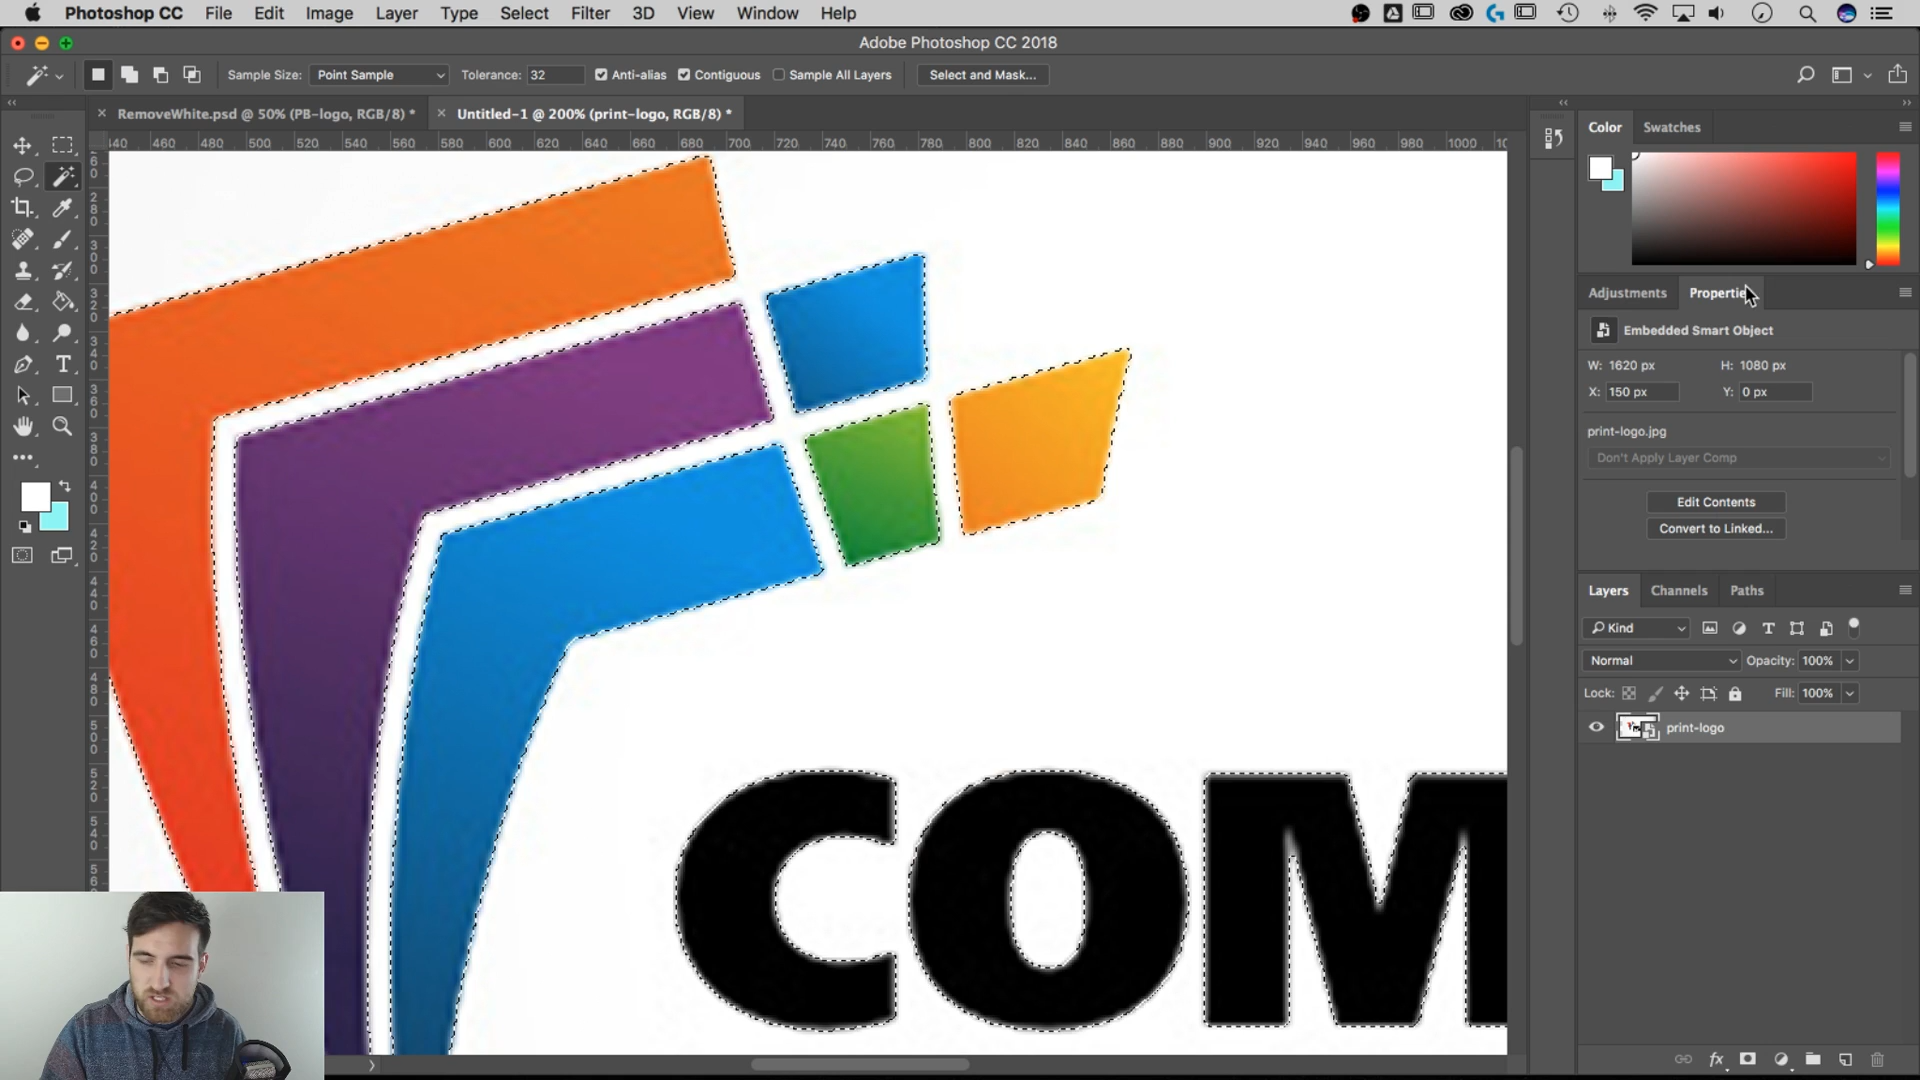 Photoshop CC File Edit Image Layer Type Select Filter 3D View Window Help
Adobe Photoshop CC 2018
Sample Size: Point Sample Tolerance: 32 Anti-alias Contiguous Sample All Layers Select and Mask...
RemoveWhite.psd @ 50% (PB-logo, RGB/8) * Untitled-1 @ 200% (print-logo, RGB/8) *
440 460 480 500 520 540 560 580 600 620 640 660 680 700 720 740 760 780 800 820 840 860 880 900 920 940 960 980 1000
Color Swatches
Adjustments Propertie
Embedded Smart Object
W: 1620 px H: 1080 px
X: 150 px Y: 0 px
print-logo.jpg
Don't Apply Layer Comp
Edit Contents
Convert to Linked...
Layers Channels Paths
Kind
Normal Opacity: 100%
Lock: Fill: 100%
print-logo
fx
COM